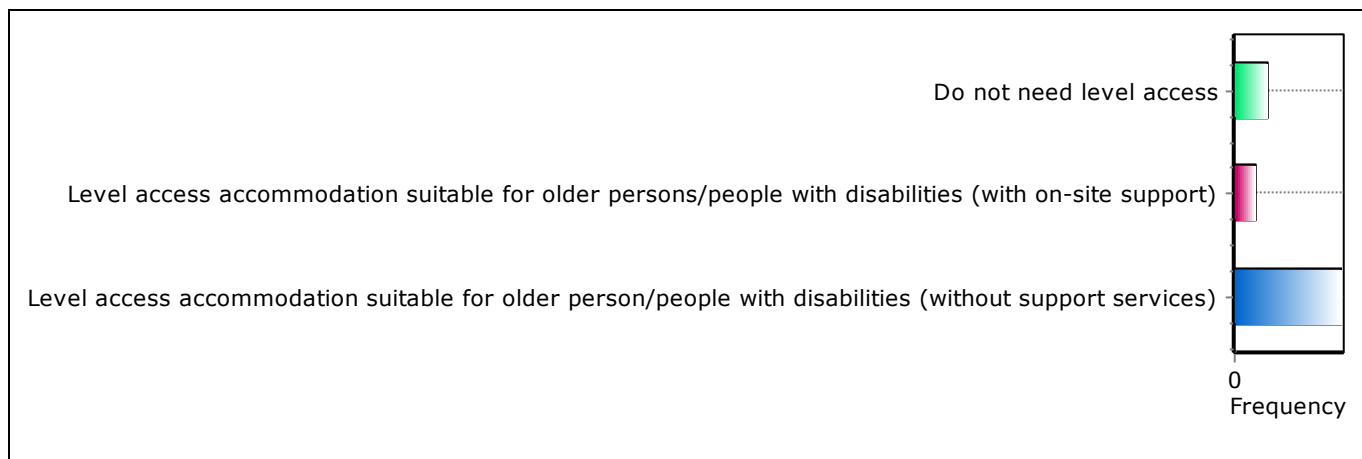 Do not need level access
Level access accommodation suitable for older persons/people with disabilities (with on-site support)
Level access accommodation suitable for older person/people with disabilities (without support services)
0
Frequency